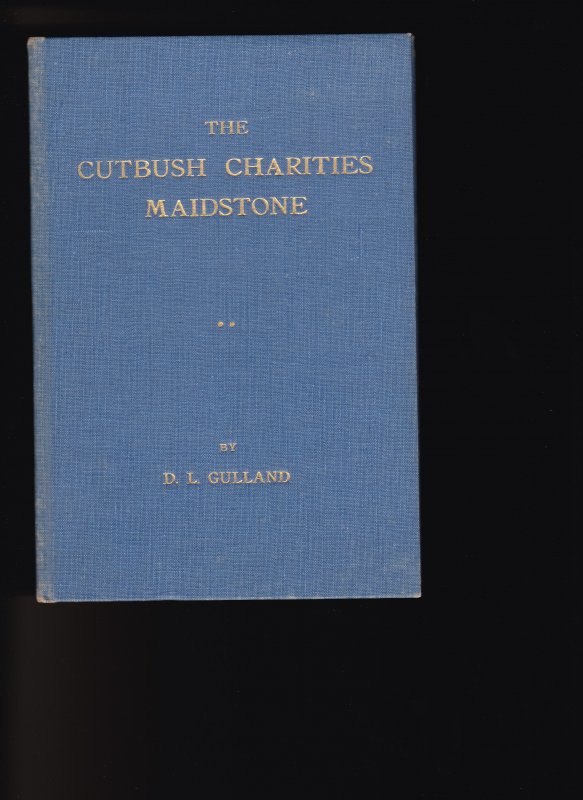 THE
CUTBUSH CHARITIES
MAIDSTONE
BY
D. L. GULLAND